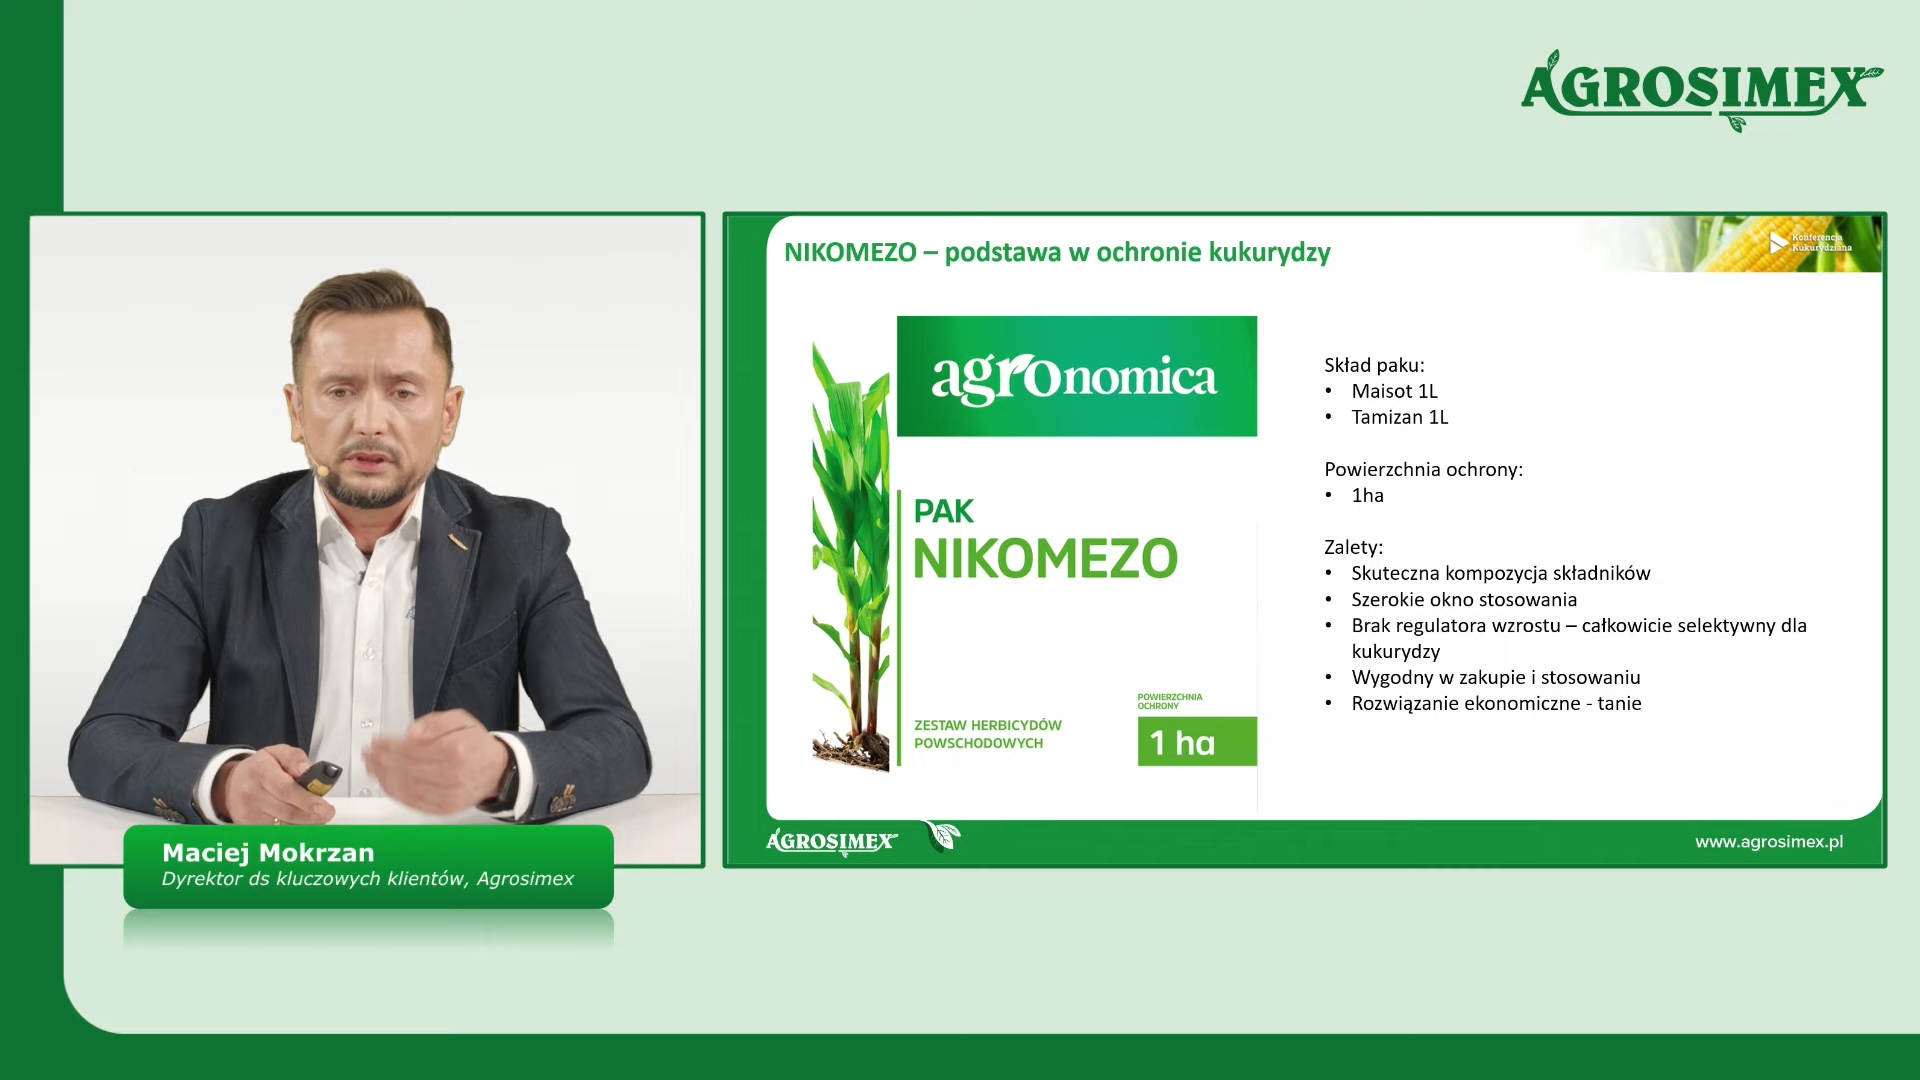 AGROSIMEX
NIKOMEZO – podstawa w ochronie kukurydzy
Konferencja
Kukurydziana
agronomica
PAK
NIKOMEZO
ZESTAW HERBICYDÓW
POWSCHODOWYCH
POWIERZCHNIA
OCHRONY
1 ha
Skład paku:
• Maisot 1L
• Tamizan 1L
Powierzchnia ochrony:
• 1ha
Zalety:
• Skuteczna kompozycja składników
• Szerokie okno stosowania
• Brak regulatora wzrostu – całkowicie selektywny dla
kukurydzy
• Wygodny w zakupie i stosowaniu
• Rozwiązanie ekonomiczne - tanie
AGROSIMEX
www.agrosimex.pl
Maciej Mokrzan
Dyrektor ds kluczowych klientów, Agrosimex